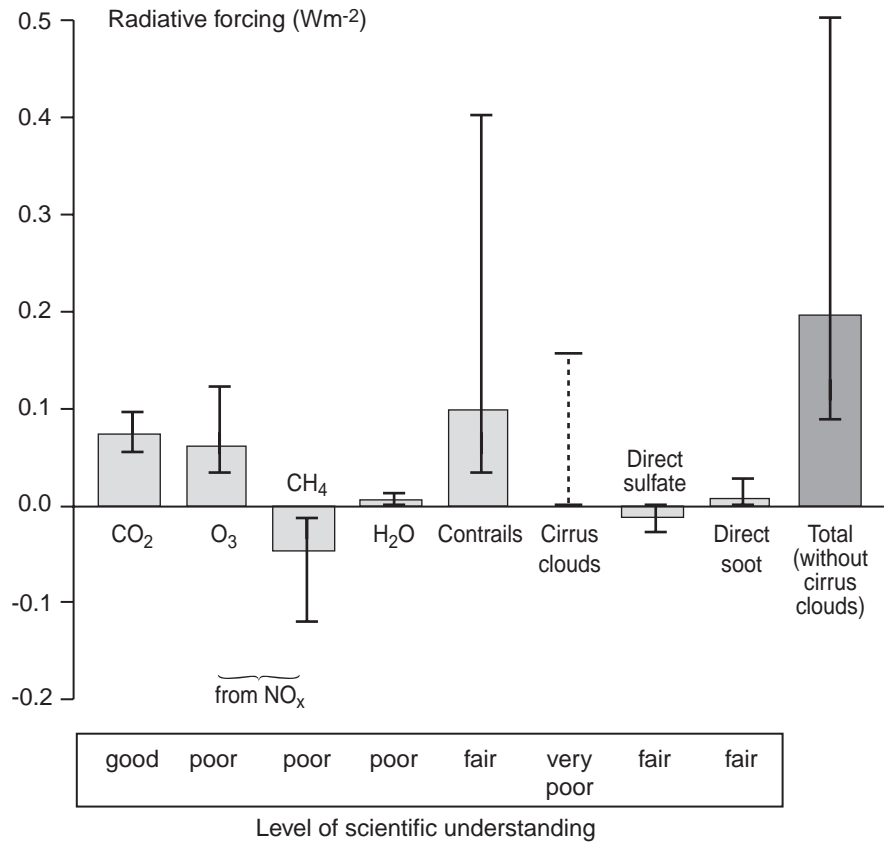 Radiative forcing (Wm-2)
0.5
0.4
0.3
0.2
0.1
0.0
-0.1
-0.2
CO2
O3
CH4
H2O
Contrails
Cirrus
clouds
Direct
sulfate
Direct
soot
Total
(without
cirrus
clouds)
from NOx
good poor poor poor fair very poor fair fair
Level of scientific understanding